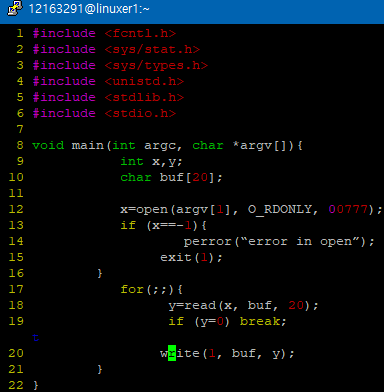 12163291@linuxer1:~
1 #include <fcntl.h>
2 #include <sys/stat.h>
3 #include <sys/types.h>
4 #include <unistd.h>
5 #include <stdlib.h>
6 #include <stdio.h>
7
8 void main(int argc, char *argv[]){
9 int x,y;
10 char buf[20];
11
12 x=open(argv[1], O_RDONLY, 00777);
13 if (x==-1){
14 perror(“error in open”);
15 exit(1);
16 }
17 for(;;){
18 y=read(x, buf, 20);
19 if (y=0) break;
20 write(1, buf, y);
21 }
22 }